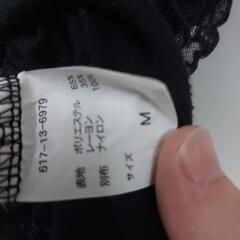 617-13-6979
表地 ポリエステル 65%
レーヨン 35%
別布 ナイロン 100%
サイズ M